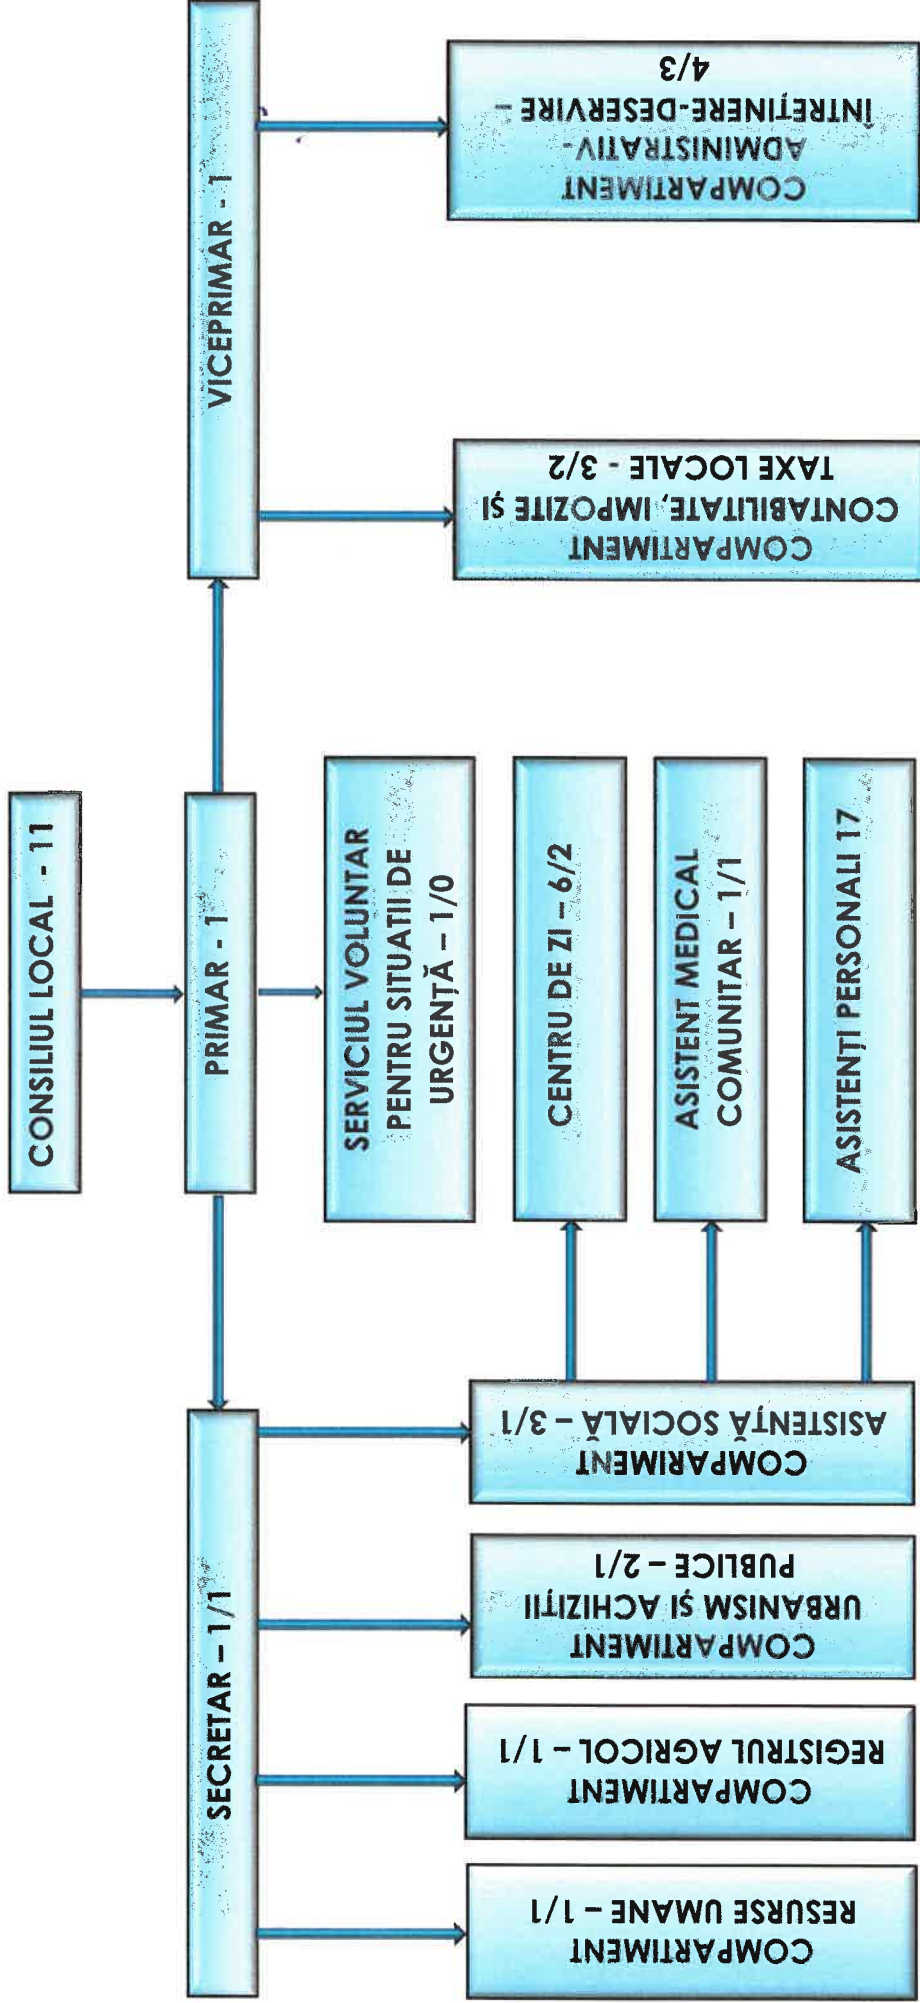 CONSILIUL LOCAL - 11
PRIMAR - 1
SECRETAR – 1/1
VICEPRIMAR - 1
SERVICIUL VOLUNTAR
PENTRU SITUATII DE
URGENȚĂ – 1/0
COMPARTIMENT
RESURSE UMANE – 1/1
COMPARTIMENT
REGISTRUL AGRICOL – 1/1
COMPARTIMENT
URBANISM ȘI ACHIZIȚII
PUBLICE – 2/1
COMPARIMENT
ASISTENȚĂ SOCIALĂ – 3/1
CENTRU DE ZI – 6/2
ASISTENT MEDICAL
COMUNITAR – 1/1
ASISTENȚI PERSONALI 17
COMPARTIMENT
CONTABILITATE, IMPOZITE ȘI
TAXE LOCALE - 3/2
COMPARTIMENT
ADMINISTRATIV-
ÎNTREȚINERE-DESERVIRE –
4/3